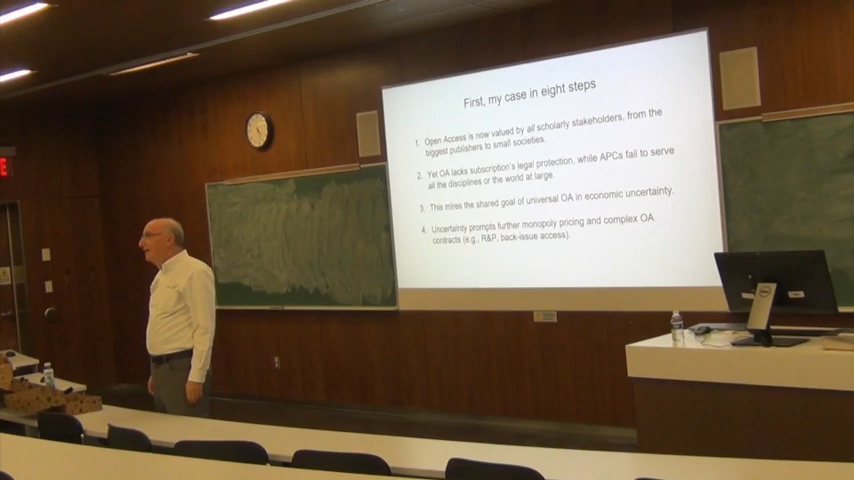 First, my case in eight steps
1. Open Access is now valued by all scholarly stakeholders, from the
biggest publishers to small societies.
2. Yet OA lacks subscription's legal protection, while APCs fail to serve
all the disciplines or the world at large.
3. This mires the shared goal of universal OA in economic uncertainty.
4. Uncertainty prompts further monopoly pricing and complex OA
contracts (e.g., R&P, back-issue access)
DELL